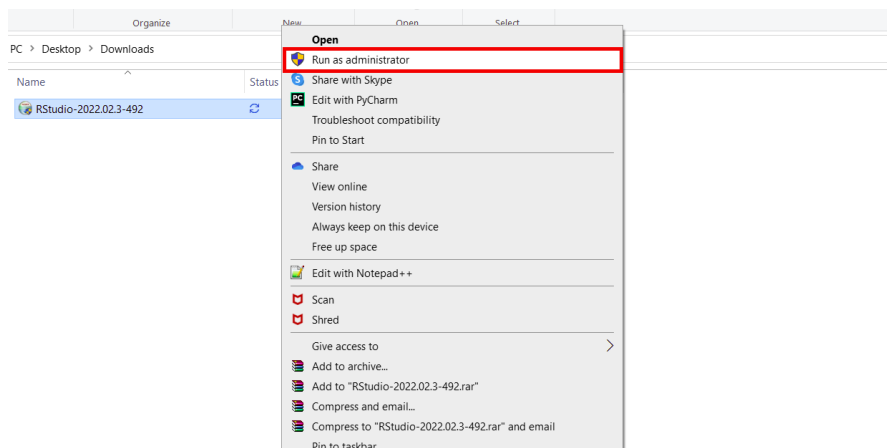 Organize New Open Select
PC > Desktop > Downloads
Name Status
RStudio-2022.02.3-492
Open
Run as administrator
Share with Skype
Edit with PyCharm
Troubleshoot compatibility
Pin to Start
Share
View online
Version history
Always keep on this device
Free up space
Edit with Notepad++
Scan
Shred
Give access to
Add to archive...
Add to "RStudio-2022.02.3-492.rar"
Compress and email...
Compress to "RStudio-2022.02.3-492.rar" and email
Pin to taskbar